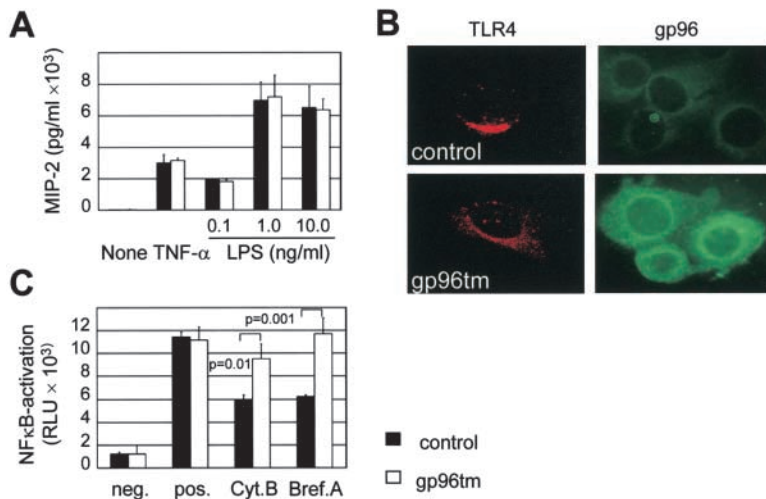 A
MIP-2 (pg/ml ×10³)
8
6
4
2
0
0.1 1.0 10.0
None TNF-α LPS (ng/ml)
B
TLR4 gp96
control
gp96tm
C
NFκB-activation
(RLU × 10³)
12
10
8
6
4
2
0
p=0.001
p=0.01
neg. pos. Cyt.B Bref.A
control
gp96tm